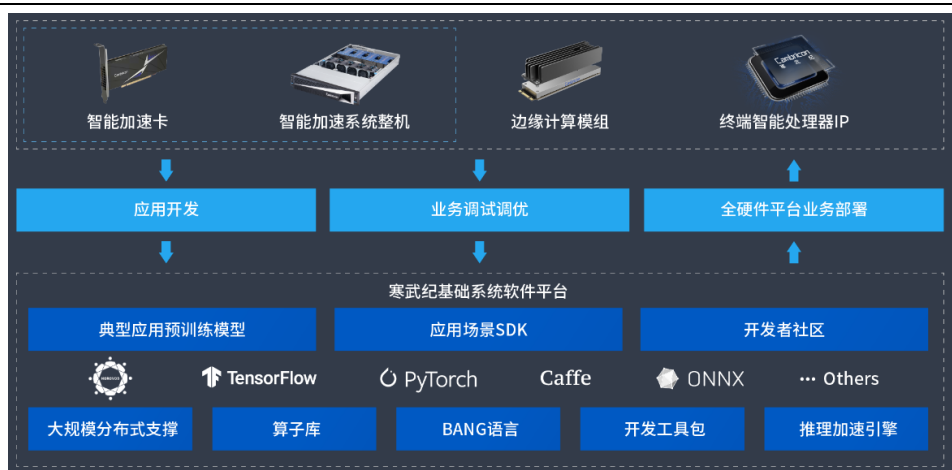 智能加速卡
智能加速系统整机
边缘计算模组
Cambricon
终端智能处理器IP
应用开发
业务调试调优
全硬件平台业务部署
寒武纪基础系统软件平台
典型应用预训练模型
应用场景SDK
开发者社区
TensorFlow
PyTorch
Caffe
ONNX
··· Others
大规模分布式支撑
算子库
BANG语言
开发工具包
推理加速引擎